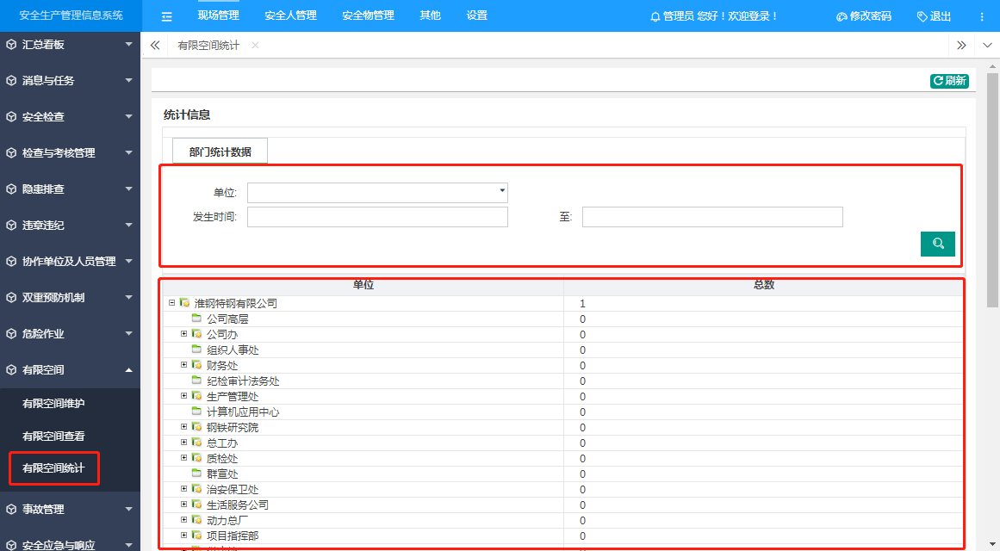 安全生产管理信息系统
现场管理 安全人管理 安全物管理 其他 设置 管理员 您好！欢迎登录！ 修改密码 退出
汇总看板
消息与任务
安全检查
检查与考核管理
隐患排查
违章违纪
协作单位及人员管理
双重预防机制
危险作业
有限空间
有限空间维护
有限空间查看
有限空间统计
事故管理
安全应急与响应
有限空间统计
刷新
统计信息
部门统计数据
单位:
发生时间: 至:
单位 总数
淮钢特钢有限公司 1
公司高层 0
公司办 0
组织人事处 0
财务处 0
纪检审计法务处 0
生产管理处 0
计算机应用中心 0
钢铁研究院 0
总工办 0
质检处 0
群宣处 0
治安保卫处 0
生活服务公司 0
动力总厂 0
项目指挥部 0